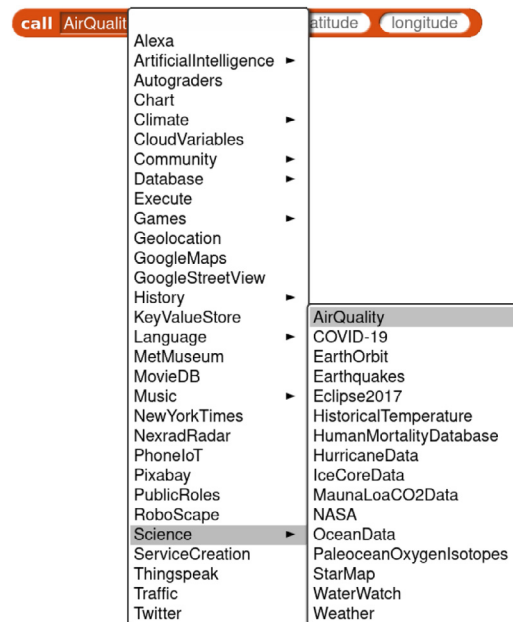 call AirQualit atitude longitude
Alexa
ArtificialIntelligence
Autograders
Chart
Climate
CloudVariables
Community
Database
Execute
Games
Geolocation
GoogleMaps
GoogleStreetView
History
KeyValueStore
Language
MetMuseum
MovieDB
Music
NewYorkTimes
NexradRadar
PhoneIoT
Pixabay
PublicRoles
RoboScape
Science
ServiceCreation
Thingspeak
Traffic
Twitter
AirQuality
COVID-19
EarthOrbit
Earthquakes
Eclipse2017
HistoricalTemperature
HumanMortalityDatabase
HurricaneData
IceCoreData
MaunaLoaCO2Data
NASA
OceanData
PaleoceanOxygenIsotopes
StarMap
WaterWatch
Weather